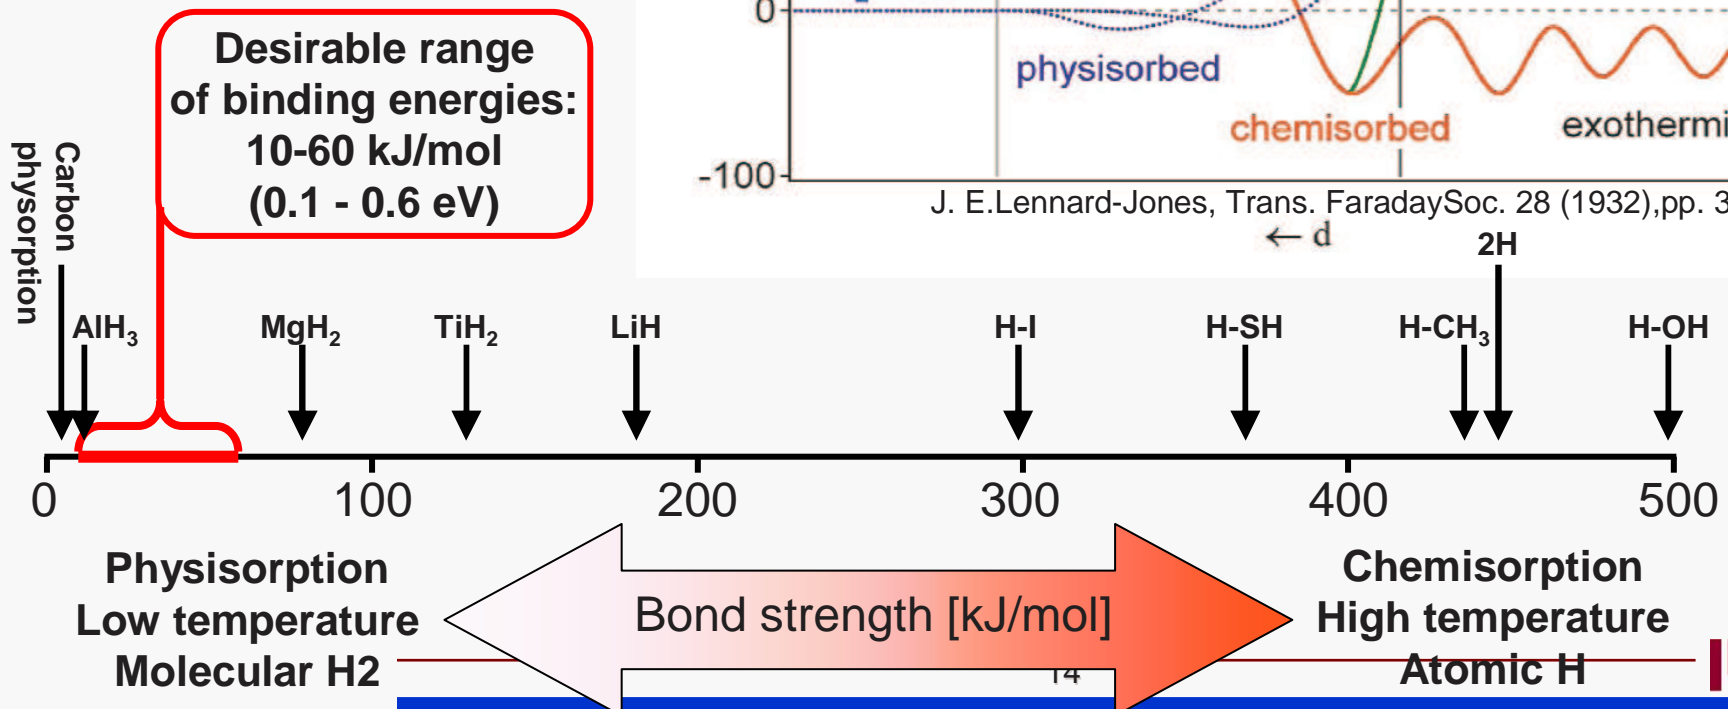 Desirable range
of binding energies:
10-60 kJ/mol
(0.1 - 0.6 eV)
0
physisorbed
chemisorbed
exothermi
-100
J. E.Lennard-Jones, Trans. FaradaySoc. 28 (1932),pp. 3
← d
Carbon
physorption
AlH₃
MgH₂
TiH₂
LiH
H-I
H-SH
H-CH₃
2H
H-OH
0 100 200 300 400 500
Physisorption
Low temperature
Molecular H2
Bond strength [kJ/mol]
Chemisorption
High temperature
Atomic H
14